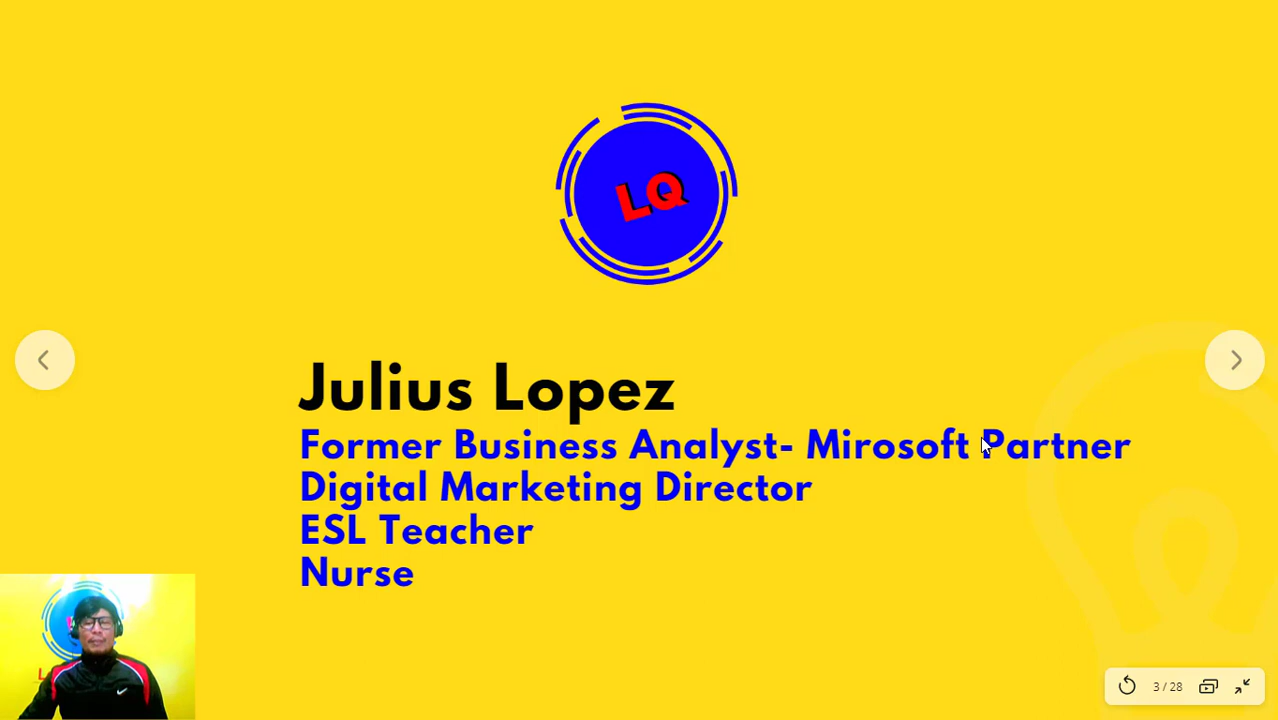 LQ
Julius Lopez
Former Business Analyst- Mirosoft Partner
Digital Marketing Director
ESL Teacher
Nurse
3 / 28